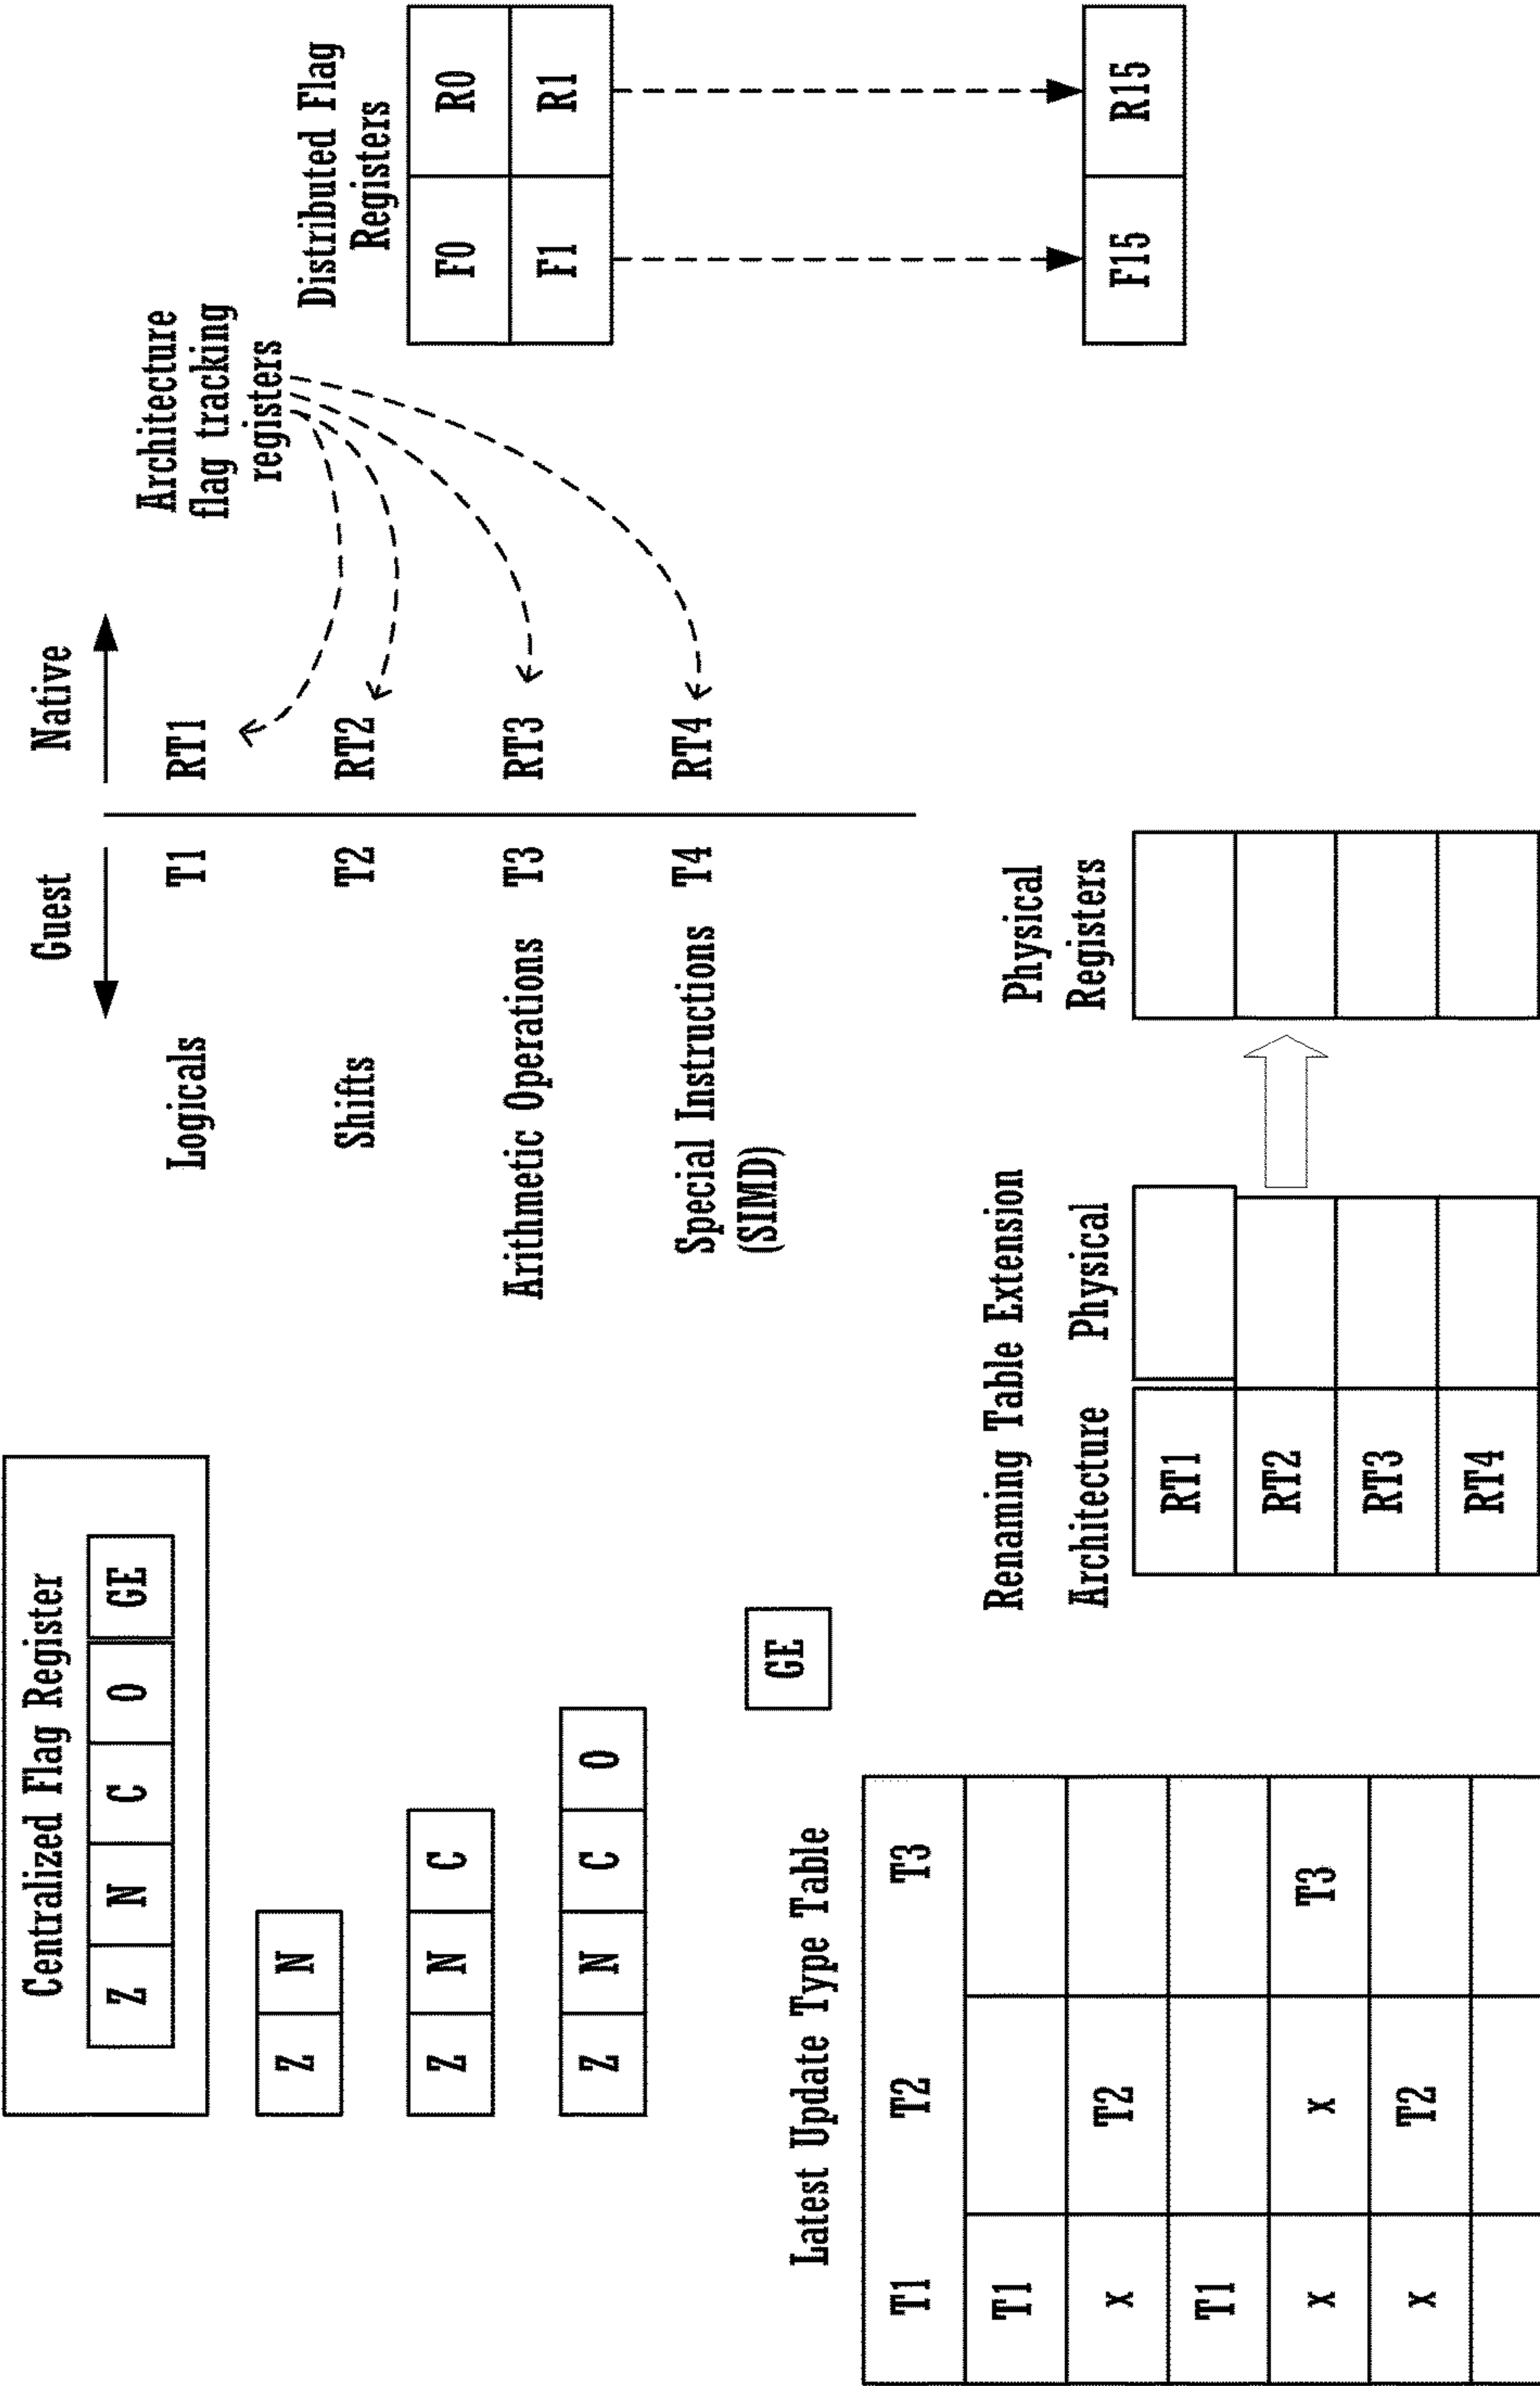 Centralized Flag Register
Z N C O GE
Z N
Z N C
Z N C O
GE
Guest
Native
Logicals T1 RT1
Shifts T2 RT2
Arithmetic Operations T3 RT3
Special Instructions T4 RT4
(SIMD)
Architecture
flag tracking
registers
Distributed Flag
Registers
F0 R0
F1 R1
F15 R15
Latest Update Type Table
T1 T2 T3
T1
x T2
T1
x x T3
x T2
Renaming Table Extension
Architecture Physical
RT1
RT2
RT3
RT4
Physical
Registers